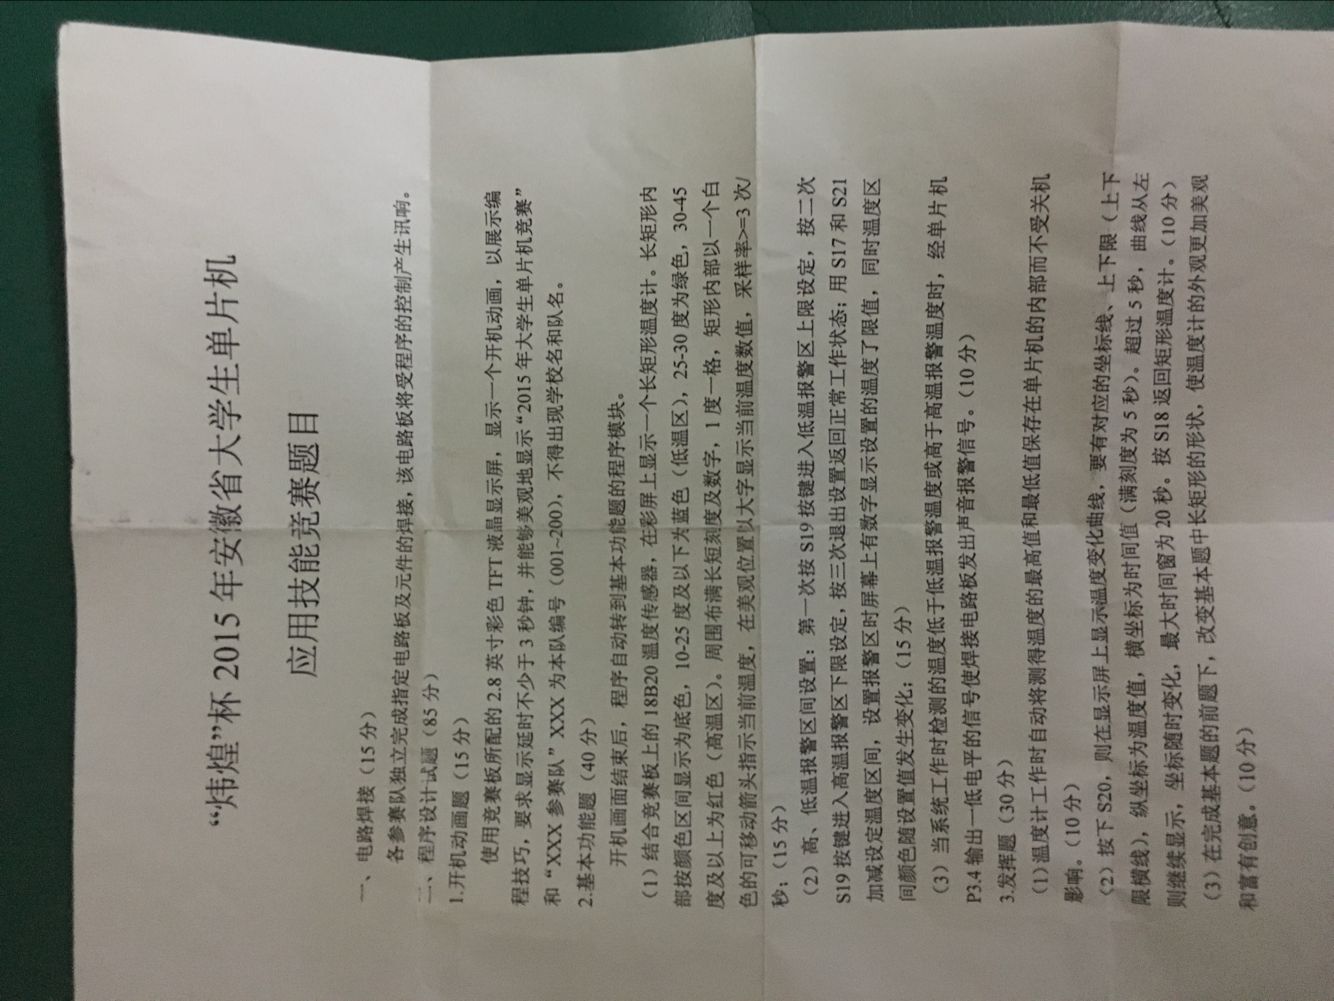 “炜煌”杯 2015 年安徽省大学生单片机
应用技能竞赛题目
一、电路焊接（15 分）
各参赛队独立完成指定电路板及元件的焊接，该电路板将受程序的控制产生讯响。
二、程序设计试题（85 分）
1.开机动画题（15 分）
使用竞赛板所配的 2.8 英寸彩色 TFT 液晶显示屏，显示一个开机动画，以展示编
程技巧，要求显示延时不少于 3 秒钟，并能够美观地显示“2015 年大学生单片机竞赛”
和“XXX 参赛队”XXX 为本队编号（001~200），不得出现学校名和队名。
2.基本功能题（40 分）
开机画面结束后，程序自动转到基本功能题的程序模块。
（1）结合竞赛板上的 18B20 温度传感器，在彩屏上显示一个长矩形温度计。长矩形内
部按颜色区间显示为底色，10-25 度及以下为蓝色（低温区），25-30 度为绿色，30-45
度及以上为红色（高温区）。周围布满长短刻度及数字，1 度一格，矩形内部以一个白
色的可移动箭头指示当前温度，在美观位置以大字显示当前温度数值，采样率>=3 次/
秒；（15 分）
（2）高、低温报警区间设置：第一次按 S19 按键进入低温报警区上限设定，按二次
S19 按键进入高温报警区下限设定，按三次退出设置返回正常工作状态；用 S17 和 S21
加减设定温度区间，设置报警区时屏幕上有数字显示设置的温度了限值，同时温度区
间颜色随设置值发生变化；（15 分）
（3）当系统工作时检测的温度低于低温报警温度或高于高温报警温度时，经单片机
P3.4 输出一低电平的信号使焊接电路板发出声音报警信号。（10 分）
3.发挥题（30 分）
（1）温度计工作时自动将测得温度的最高值和最低值保存在单片机的内部而不受关机
影响。（10 分）
（2）按下 S20，则在显示屏上显示温度变化曲线，要有对应的坐标线、上下限（上下
限横线），纵坐标为温度值，横坐标为时间值（满刻度为 5 秒）。超过 5 秒，曲线从左
则继续显示，坐标随时变化，最大时间窗为 20 秒。按 S18 返回矩形温度计。（10 分）
（3）在完成基本题的前题下，改变基本题中长矩形的形状，使温度计的外观更加美观
和富有创意。（10 分）